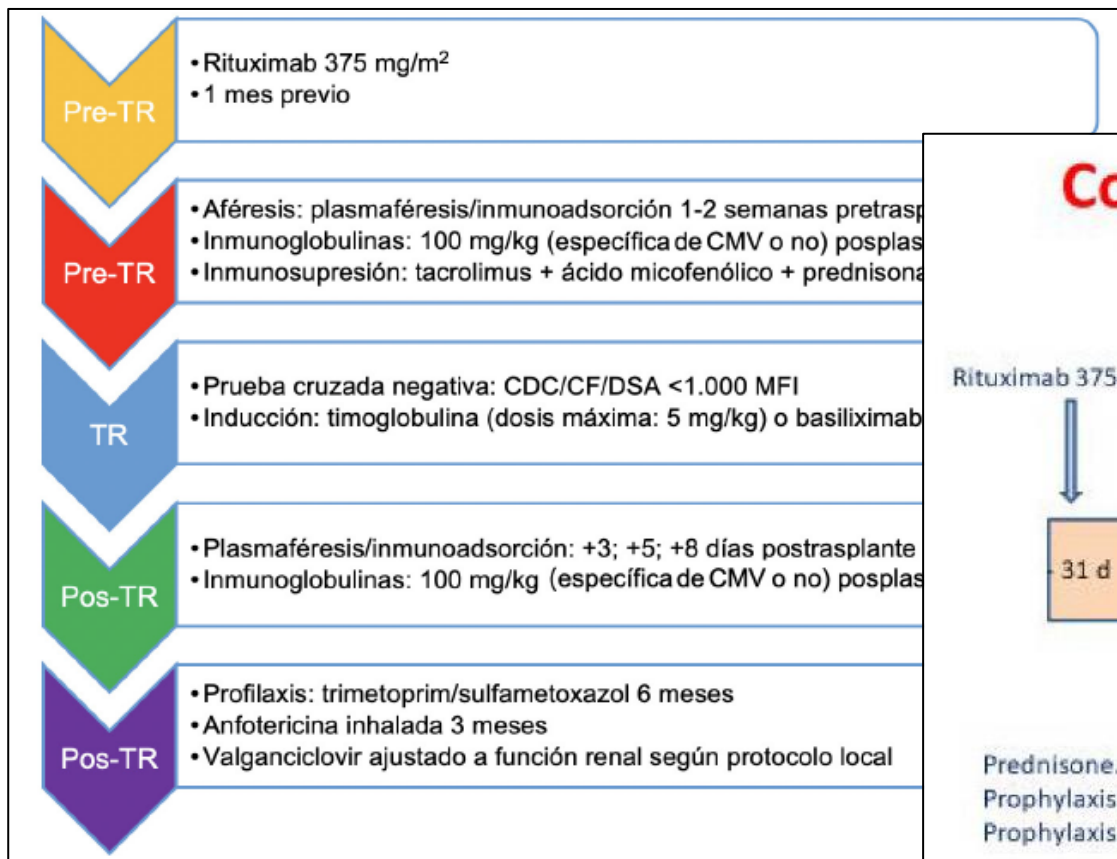 Pre-TR
•Rituximab 375 mg/m²
•1 mes previo
Pre-TR
•Aféresis: plasmaféresis/inmunoadsorción 1-2 semanas
•Inmunoglobulinas: 100 mg/kg (específica de CMV o no)
•Inmunosupresión: tacrolimus + ácido micofenólico + prednisona
TR
•Prueba cruzada negativa: CDC/CF/DSA <1.000 MFI
•Inducción: timoglobulina (dosis máxima: 5 mg/kg) o basiliximab
Pos-TR
•Plasmaféresis/inmunoadsorción: +3; +5; +8 días postrasplante
•Inmunoglobulinas: 100 mg/kg (específica de CMV o no)
Pos-TR
•Profilaxis: trimetoprim/sulfametoxazol 6 meses
•Anfotericina inhalada 3 meses
•Valganciclovir ajustado a función renal según protocolo local
Rituximab 375
31 d
Prednisone
Prophylaxis
Prophylaxis